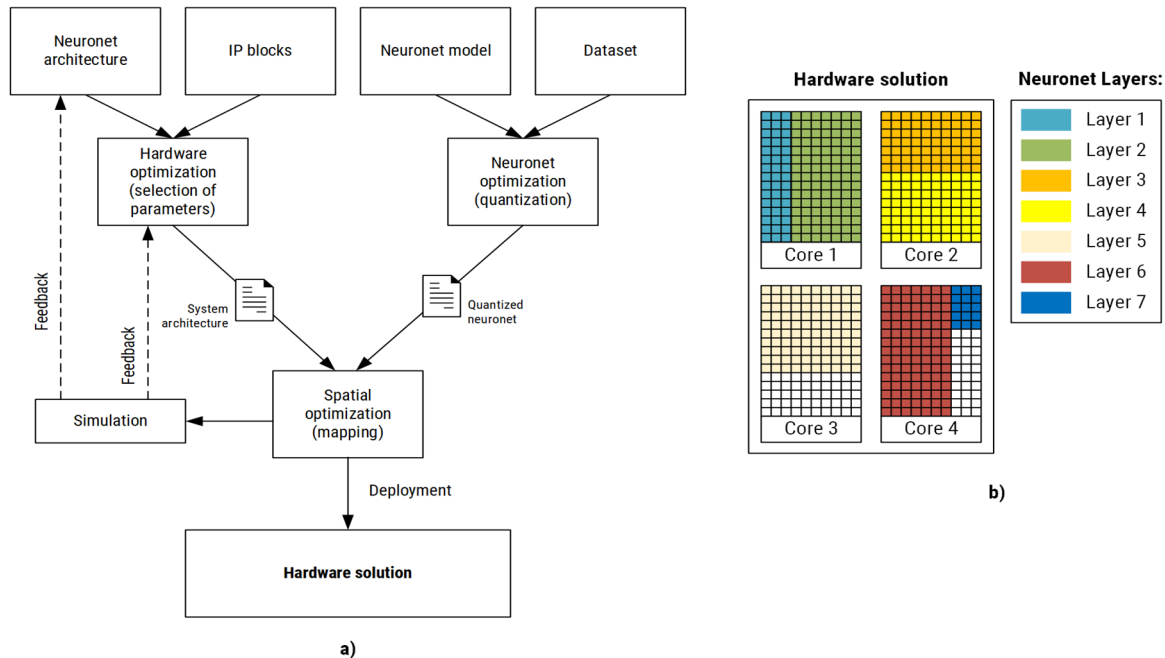 Neuronet
architecture
IP blocks
Neuronet model
Dataset
Hardware
optimization
(selection of
parameters)
Neuronet
optimization
(quantization)
System
architecture
Quantized
neuronet
Feedback
Feedback
Simulation
Spatial
optimization
(mapping)
Deployment
Hardware solution
a)
Hardware solution
Core 1
Core 2
Core 3
Core 4
Neuronet Layers:
Layer 1
Layer 2
Layer 3
Layer 4
Layer 5
Layer 6
Layer 7
b)